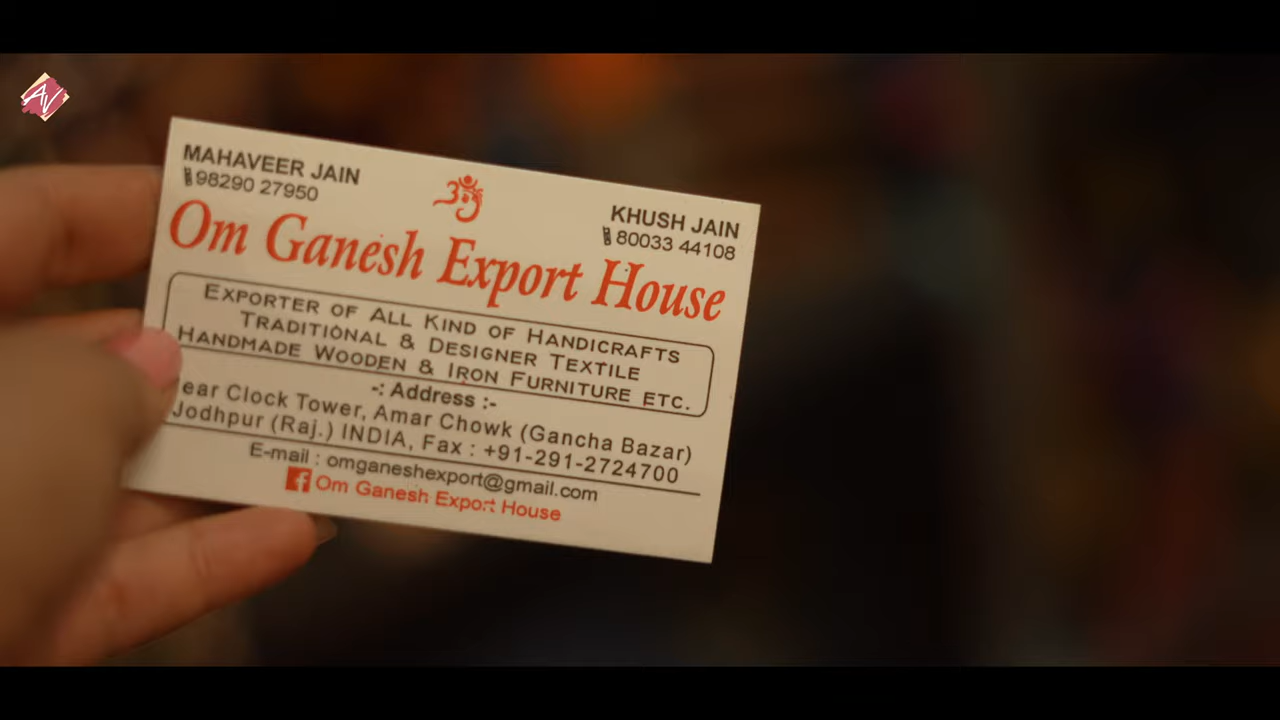 AV
MAHAVEER JAIN
98290 27950
ॐ
KHUSH JAIN
80033 44108
Om Ganesh Export House
EXPORTER OF ALL KIND OF HANDICRAFTS
TRADITIONAL & DESIGNER TEXTILE
HANDMADE WOODEN & IRON FURNITURE ETC.
-: Address :-
ear Clock Tower, Amar Chowk (Gancha Bazar)
Jodhpur (Raj.) INDIA, Fax : +91-291-2724700
E-mail : omganeshexport@gmail.com
f Om Ganesh Export House